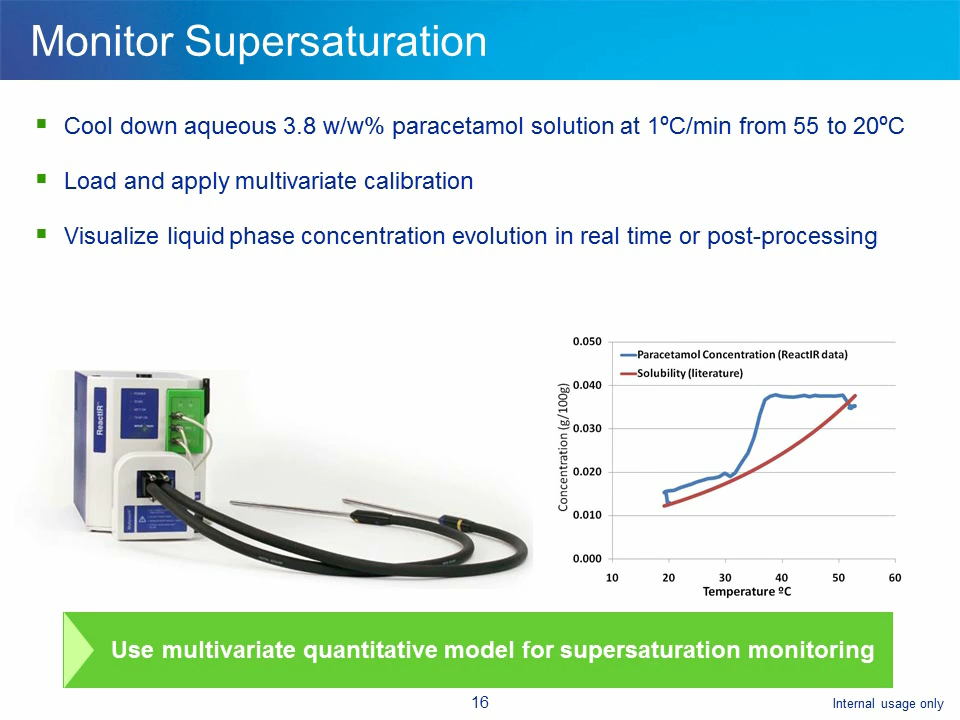 Monitor Supersaturation
Cool down aqueous 3.8 w/w% paracetamol solution at 1ºC/min from 55 to 20ºC
Load and apply multivariate calibration
Visualize liquid phase concentration evolution in real time or post-processing
ReactIR
0.050
0.040
0.030
0.020
0.010
0.000
Concentration (g/100g)
Paracetamol Concentration (ReactIR data)
Solubility (literature)
10 20 30 40 50 60
Temperature ºC
Use multivariate quantitative model for supersaturation monitoring
16
Internal usage only